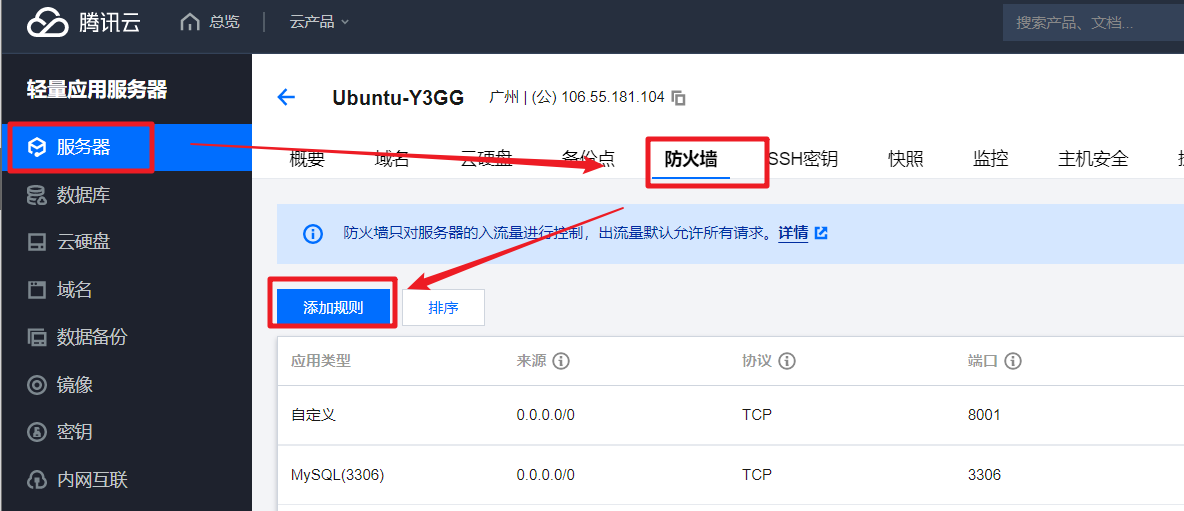 腾讯云 总览 云产品 搜索产品、文档...
轻量应用服务器
Ubuntu-Y3GG 广州 | (公) 106.55.181.104
服务器
概要 域名 云硬盘 备份点 防火墙 SSH密钥 快照 监控 主机安全
数据库
云硬盘
域名
数据备份
镜像
密钥
内网互联
防火墙只对服务器的入流量进行控制，出流量默认允许所有请求。详情
添加规则 排序
应用类型 来源 协议 端口
自定义 0.0.0.0/0 TCP 8001
MySQL(3306) 0.0.0.0/0 TCP 3306